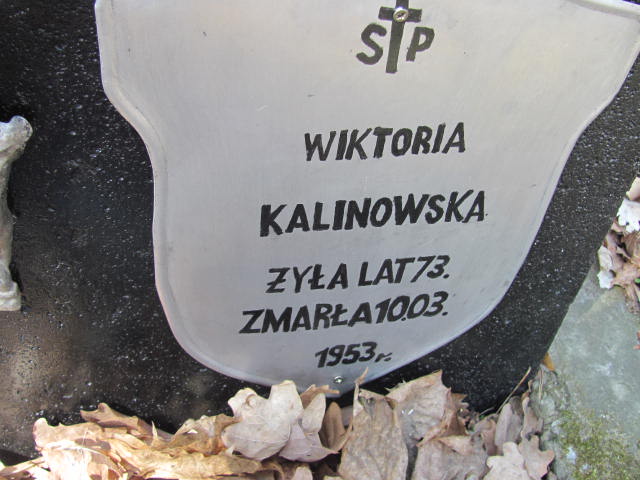 S P
WIKTORIA
KALINOWSKA
ŻYŁA LAT 73.
ZMARŁA 10.03.
1953 r.